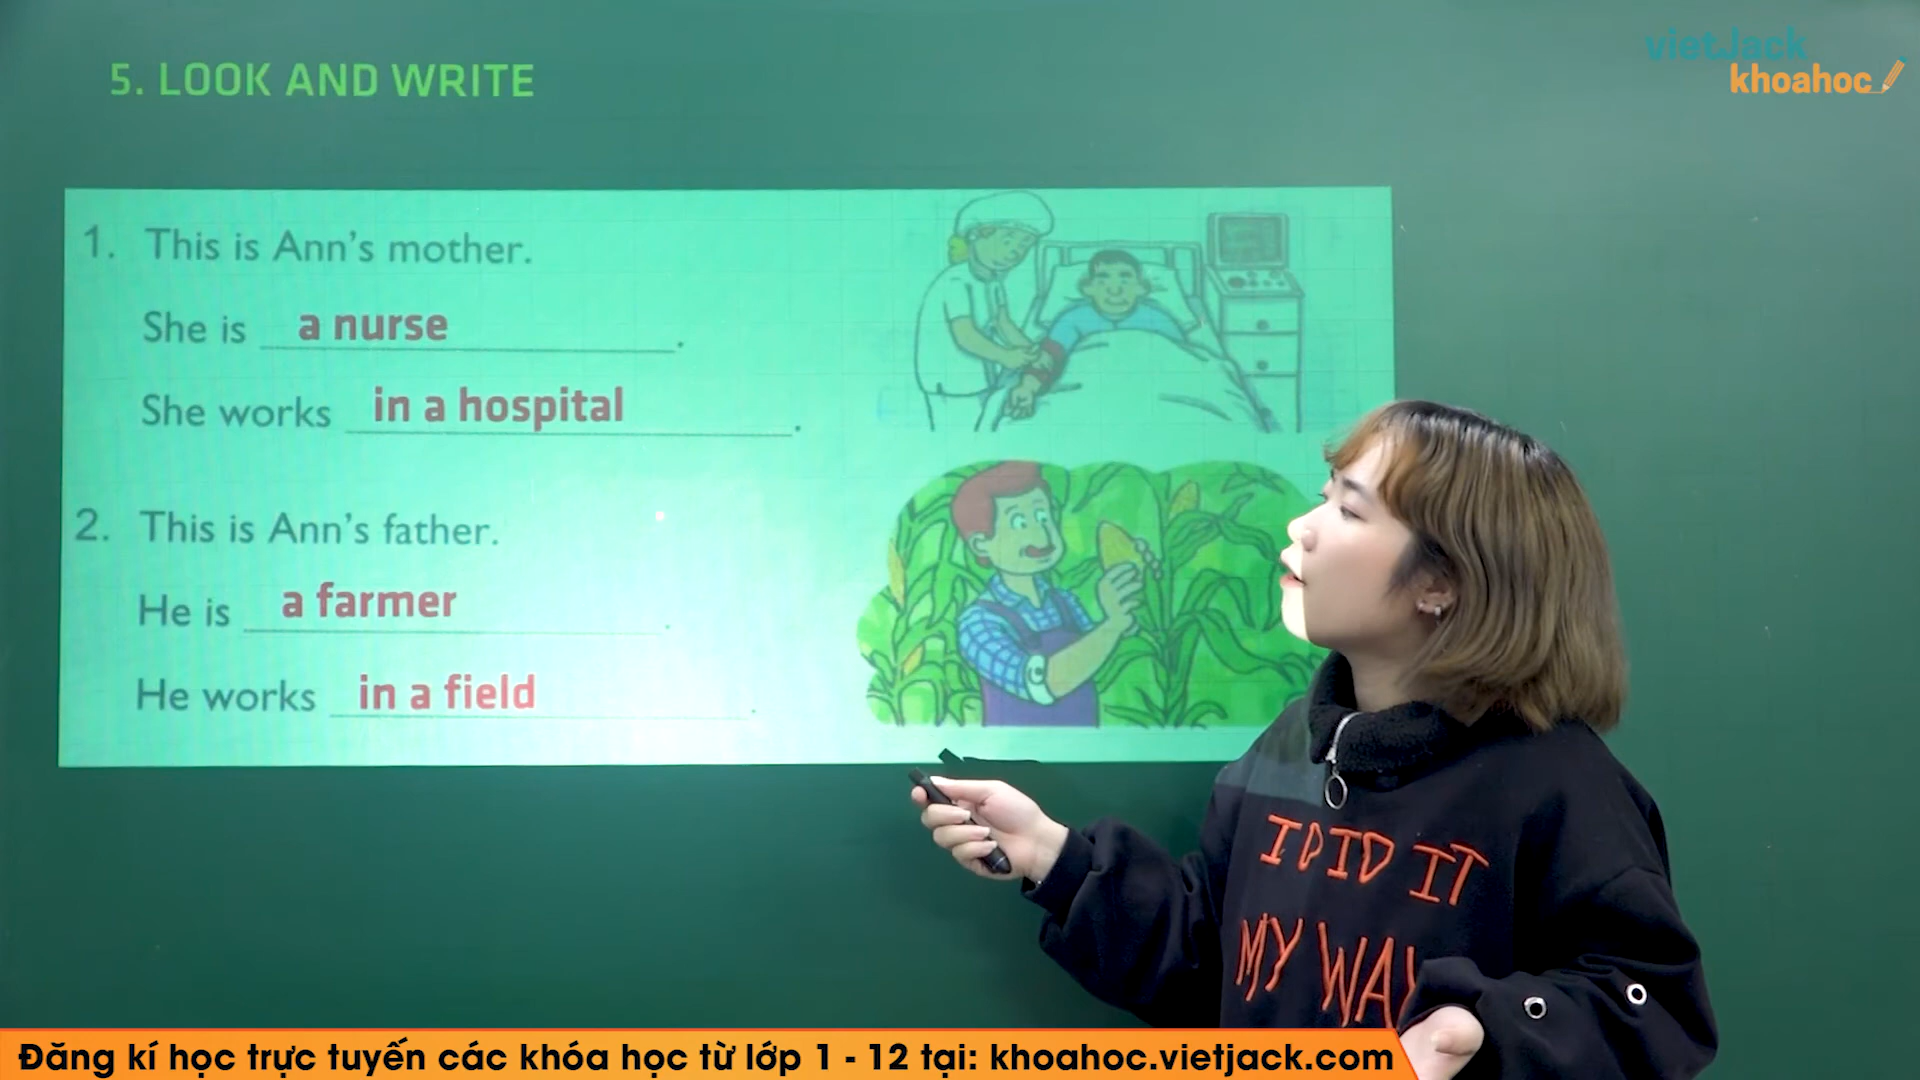 vietJack
khoahoc
5. LOOK AND WRITE
1. This is Ann's mother.
She is a nurse.
She works in a hospital.
2. This is Ann's father.
He is a farmer.
He works in a field.
I DID IT
MY WAY
Đăng kí học trực tuyến các khóa học từ lớp 1 - 12 tại: khoahoc.vietjack.com